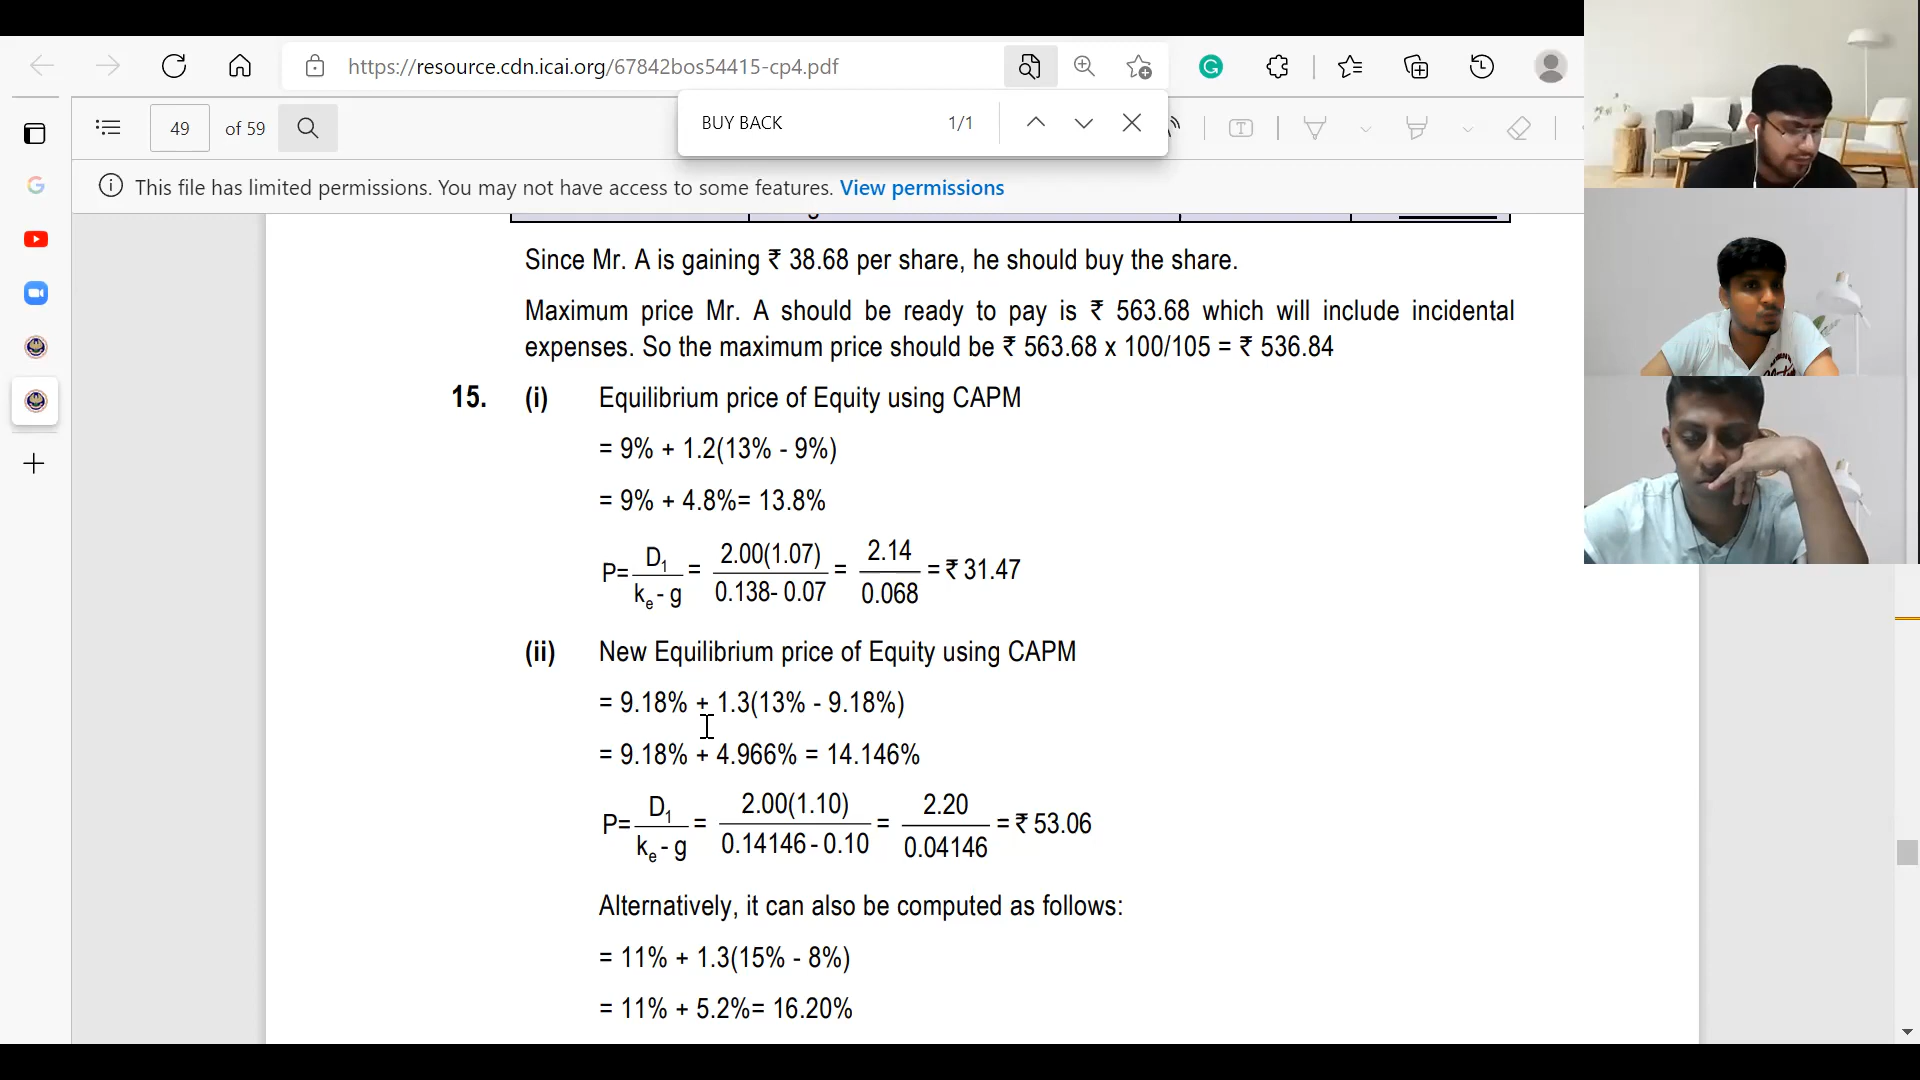 https://resource.cdn.icai.org/67842bos54415-cp4.pdf
BUY BACK 1/1
49 of 59
This file has limited permissions. You may not have access to some features. View permissions
Since Mr. A is gaining ₹ 38.68 per share, he should buy the share.
Maximum price Mr. A should be ready to pay is ₹ 563.68 which will include incidental
expenses. So the maximum price should be ₹ 563.68 x 100/105 = ₹ 536.84
15. (i) Equilibrium price of Equity using CAPM
= 9% + 1.2(13% - 9%)
= 9% + 4.8%= 13.8%
P= D1 / ke - g = 2.00(1.07) / 0.138- 0.07 = 2.14 / 0.068 = ₹ 31.47
(ii) New Equilibrium price of Equity using CAPM
= 9.18% + 1.3(13% - 9.18%)
= 9.18% + 4.966% = 14.146%
P= D1 / ke - g = 2.00(1.10) / 0.14146 - 0.10 = 2.20 / 0.04146 = ₹ 53.06
Alternatively, it can also be computed as follows:
= 11% + 1.3(15% - 8%)
= 11% + 5.2%= 16.20%